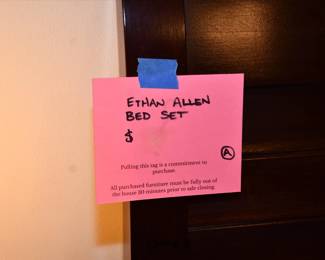 ETHAN ALLEN
BED SET
$
A
Pulling this tag is a commitment to
purchase.
All purchased furniture must be fully out of
the house 30 minutes prior to sale closing.